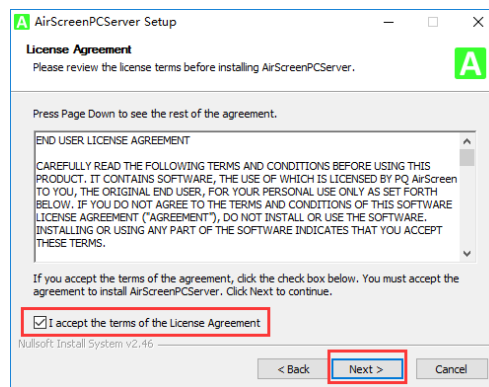 A AirScreenPCServer Setup
License Agreement
Please review the license terms before installing AirScreenPCServer.
A
Press Page Down to see the rest of the agreement.
END USER LICENSE AGREEMENT
CAREFULLY READ THE FOLLOWING TERMS AND CONDITIONS BEFORE USING THIS
PRODUCT. IT CONTAINS SOFTWARE, THE USE OF WHICH IS LICENSED BY PQ AirScreen
TO YOU, THE ORIGINAL END USER, FOR YOUR PERSONAL USE ONLY AS SET FORTH
BELOW. IF YOU DO NOT AGREE TO THE TERMS AND CONDITIONS OF THIS SOFTWARE
LICENSE AGREEMENT ("AGREEMENT"), DO NOT INSTALL OR USE THE SOFTWARE.
INSTALLING OR USING ANY PART OF THE SOFTWARE INDICATES THAT YOU ACCEPT
THESE TERMS.
If you accept the terms of the agreement, click the check box below. You must accept the
agreement to install AirScreenPCServer. Click Next to continue.
I accept the terms of the License Agreement
Nullsoft Install System v2.46
< Back Next > Cancel